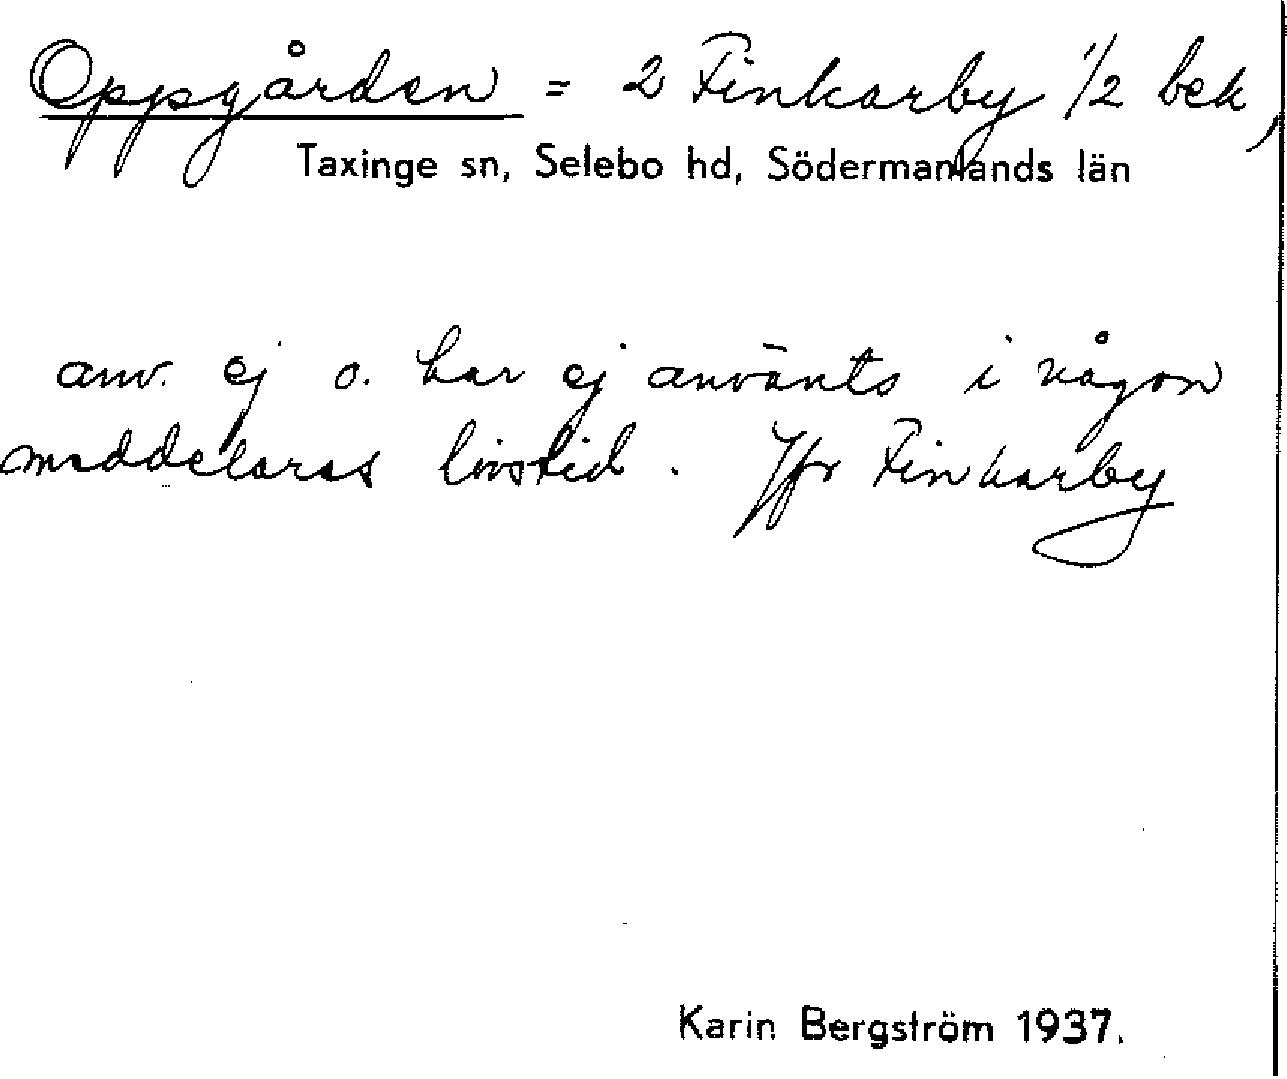 Oppgården = 2 Finkarby 1/2 bek,
Taxinge sn, Selebo hd, Södermanlands län
anv. ej o. har ej använts i någon
meddelares livstid. Jfr Finkarby
Karin Bergström 1937.